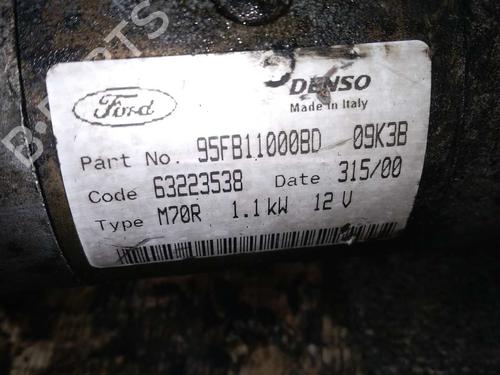 Ford
DENSO
Made in Italy
Part No. 95FB11000BD 09K3B
Code 63223538 Date 315/00
Type M70R 1.1kW 12 V
B-PARTS